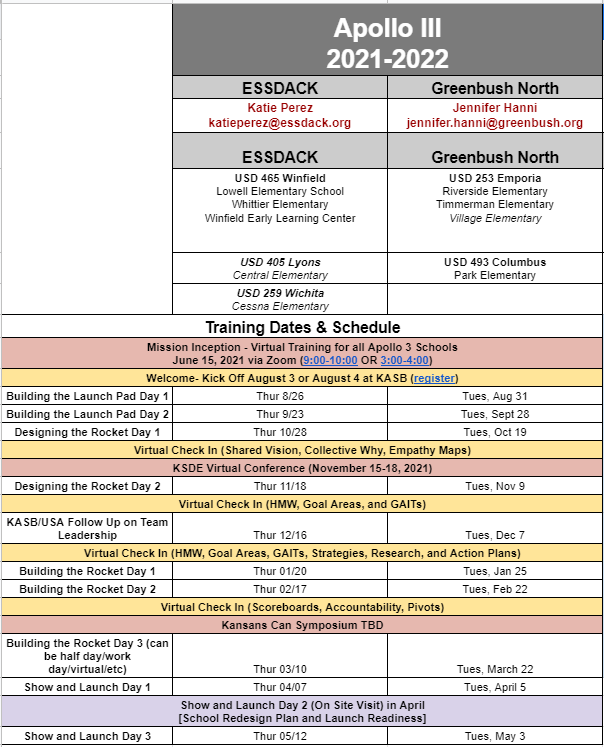 Apollo III
2021-2022
ESSDACK
Greenbush North
Katie Perez
katieperez@essdack.org
Jennifer Hanni
jennifer.hanni@greenbush.org
ESSDACK
Greenbush North
USD 465 Winfield
Lowell Elementary School
Whittier Elementary
Winfield Early Learning Center
USD 253 Emporia
Riverside Elementary
Timmerman Elementary
Village Elementary
USD 405 Lyons
Central Elementary
USD 493 Columbus
Park Elementary
USD 259 Wichita
Cessna Elementary
Training Dates & Schedule
Mission Inception - Virtual Training for all Apollo 3 Schools
June 15, 2021 via Zoom (9:00-10:00 OR 3:00-4:00)
Welcome- Kick Off August 3 or August 4 at KASB (register)
Building the Launch Pad Day 1
Thur 8/26
Tues, Aug 31
Building the Launch Pad Day 2
Thur 9/23
Tues, Sept 28
Designing the Rocket Day 1
Thur 10/28
Tues, Oct 19
Virtual Check In (Shared Vision, Collective Why, Empathy Maps)
KSDE Virtual Conference (November 15-18, 2021)
Designing the Rocket Day 2
Thur 11/18
Tues, Nov 9
Virtual Check In (HMW, Goal Areas, and GAITs)
KASB/USA Follow Up on Team
Leadership
Thur 12/16
Tues, Dec 7
Virtual Check In (HMW, Goal Areas, GAITs, Strategies, Research, and Action Plans)
Building the Rocket Day 1
Thur 01/20
Tues, Jan 25
Building the Rocket Day 2
Thur 02/17
Tues, Feb 22
Virtual Check In (Scoreboards, Accountability, Pivots)
Kansans Can Symposium TBD
Building the Rocket Day 3 (can
be half day/work
day/virtual/etc)
Thur 03/10
Tues, March 22
Show and Launch Day 1
Thur 04/07
Tues, April 5
Show and Launch Day 2 (On Site Visit) in April
[School Redesign Plan and Launch Readiness]
Show and Launch Day 3
Thur 05/12
Tues, May 3